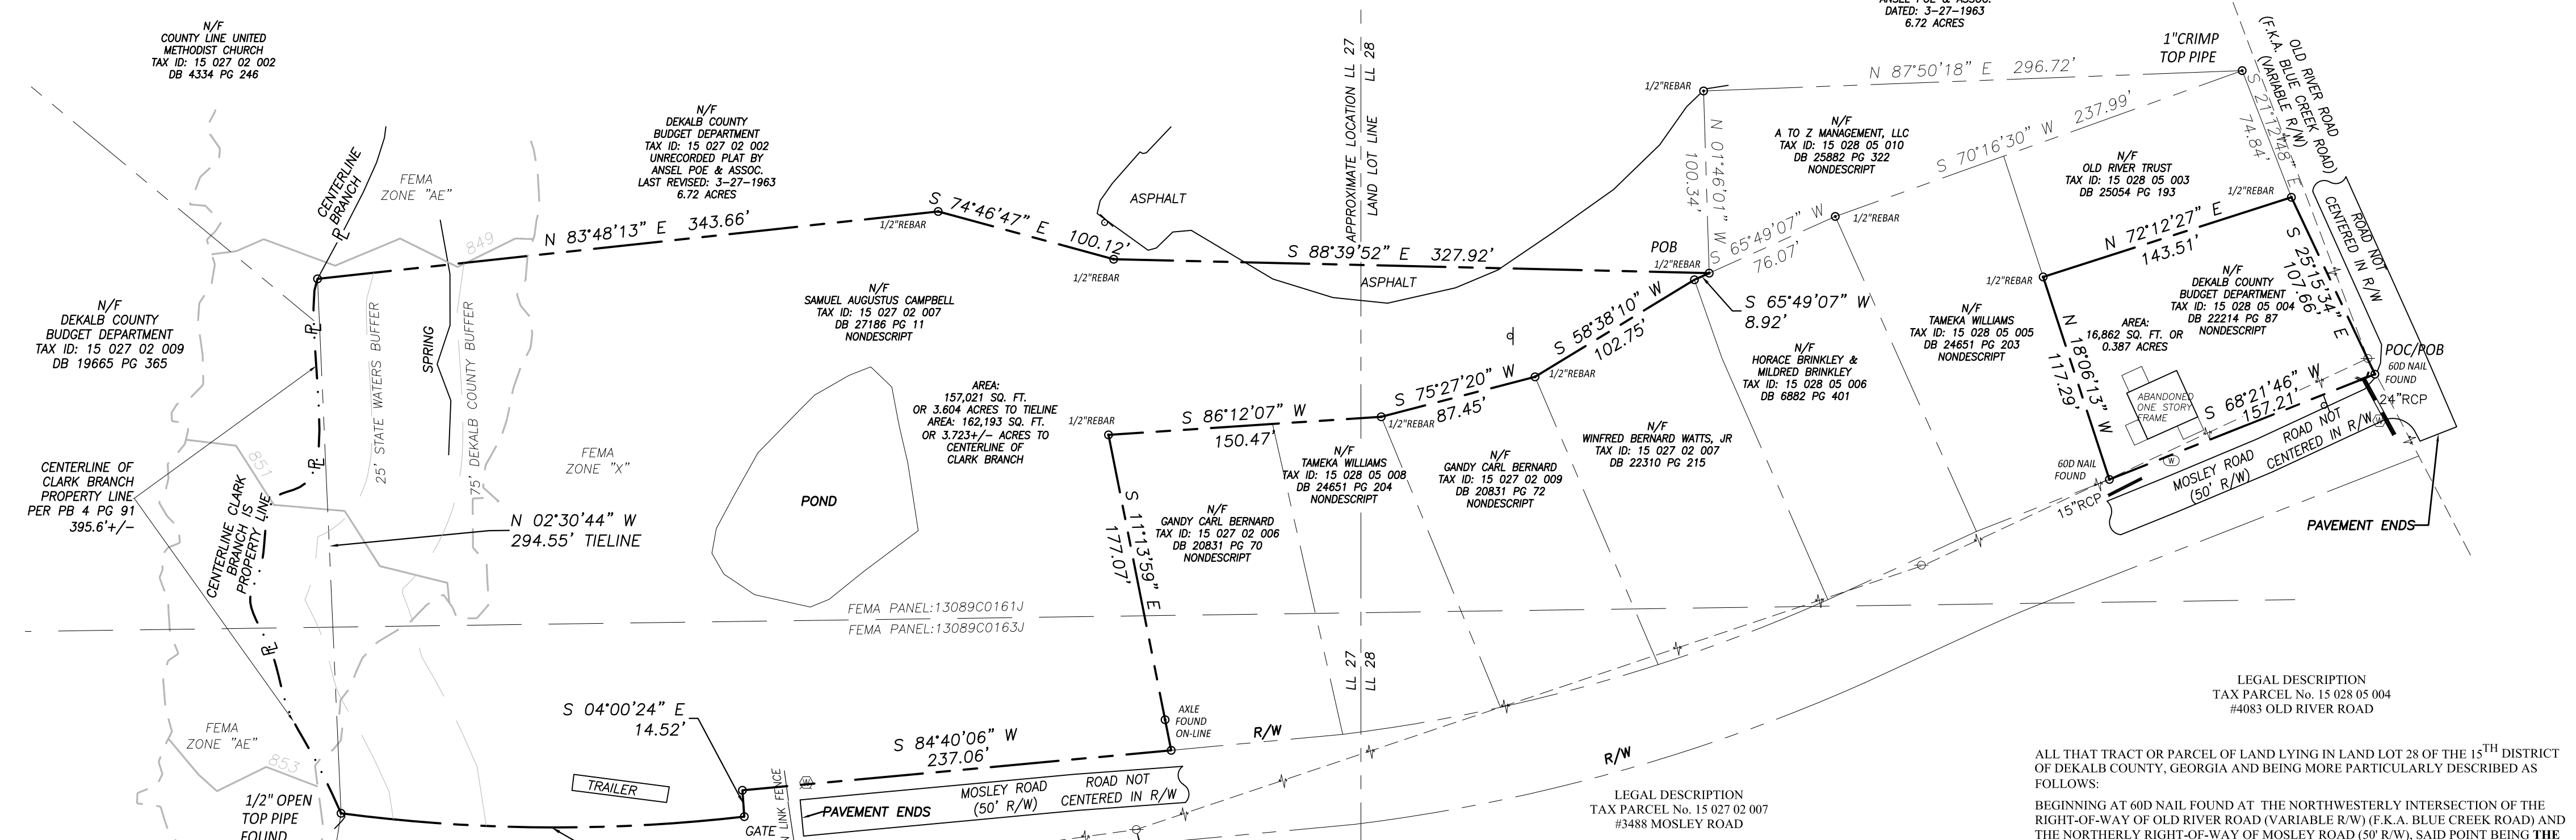 N/F
COUNTY LINE UNITED
METHODIST CHURCH
TAX ID: 15 027 02 002
DB 4334 PG 246
DATED: 3-27-1963
6.72 ACRES
1"CRIMP
TOP PIPE
OLD RIVER ROAD
(F.K.A. BLUE CREEK ROAD)
(VARIABLE R/W)
APPROXIMATE LOCATION LL 27
LAND LOT LINE LL 28
N 87°50'18" E 296.72'
1/2"REBAR
N/F
DEKALB COUNTY
BUDGET DEPARTMENT
TAX ID: 15 027 02 002
UNRECORDED PLAT BY
ANSEL POE & ASSOC.
LAST REVISED: 3-27-1963
6.72 ACRES
N/F
A TO Z MANAGEMENT, LLC
TAX ID: 15 028 05 010
DB 25882 PG 322
NONDESCRIPT
N 01°46'01" W
100.34'
S 70°16'30" W 237.99'
S 21°12'48" E
74.84'
N/F
OLD RIVER TRUST
TAX ID: 15 028 05 003
DB 25054 PG 193
1/2"REBAR
CENTERLINE
BRANCH
PL
FEMA
ZONE "AE"
849
N 83°48'13" E 343.66'
1/2"REBAR
S 74°46'47" E
100.12'
1/2"REBAR
ASPHALT
S 88°39'52" E 327.92'
ASPHALT
POB
1/2"REBAR
S 65°49'07" W
76.07'
1/2"REBAR
N 72°12'27" E
143.51'
1/2"REBAR
ROAD NOT
CENTERED IN R/W
S 25°15'34" E
107.66'
N/F
DEKALB COUNTY
BUDGET DEPARTMENT
TAX ID: 15 027 02 009
DB 19665 PG 365
PL
25' STATE WATERS BUFFER
SPRING
75' DEKALB COUNTY BUFFER
N/F
SAMUEL AUGUSTUS CAMPBELL
TAX ID: 15 027 02 007
DB 27186 PG 11
NONDESCRIPT
S 65°49'07" W
8.92'
S 58°38'10" W
102.75'
1/2"REBAR
N/F
HORACE BRINKLEY &
MILDRED BRINKLEY
TAX ID: 15 028 05 006
DB 6882 PG 401
N/F
TAMEKA WILLIAMS
TAX ID: 15 028 05 005
DB 24651 PG 203
NONDESCRIPT
N/F
DEKALB COUNTY
BUDGET DEPARTMENT
TAX ID: 15 028 05 004
DB 22214 PG 87
NONDESCRIPT
AREA:
16,862 SQ. FT. OR
0.387 ACRES
N 18°06'13" W
117.29'
POC/POB
60D NAIL
FOUND
24"RCP
ABANDONED
ONE STORY
FRAME
S 68°21'46" W
157.21'
W
W
ROAD NOT
CENTERED IN R/W
MOSLEY ROAD
(50' R/W)
60D NAIL
FOUND
15"RCP
PAVEMENT ENDS
AREA:
157,021 SQ. FT.
OR 3.604 ACRES TO TIELINE
AREA: 162,193 SQ. FT.
OR 3.723+/- ACRES TO
CENTERLINE OF
CLARK BRANCH
1/2"REBAR
S 86°12'07" W
150.47'
1/2"REBAR
S 75°27'20" W
87.45'
N/F
TAMEKA WILLIAMS
TAX ID: 15 028 05 008
DB 24651 PG 204
NONDESCRIPT
N/F
GANDY CARL BERNARD
TAX ID: 15 027 02 009
DB 20831 PG 72
NONDESCRIPT
N/F
WINFRED BERNARD WATTS, JR
TAX ID: 15 027 02 007
DB 22310 PG 215
N/F
GANDY CARL BERNARD
TAX ID: 15 027 02 006
DB 20831 PG 70
NONDESCRIPT
PL
851
FEMA
ZONE "X"
POND
CENTERLINE OF
CLARK BRANCH
PROPERTY LINE
PER PB 4 PG 91
395.6'+/-
CENTERLINE CLARK
BRANCH IS
PROPERTY LINE
N 02°30'44" W
294.55' TIELINE
S 11°13'59" E
177.07'
FEMA PANEL:13089C0161J
FEMA PANEL:13089C0163J
PL
LL 27
LL 28
FEMA
ZONE "AE"
853
S 04°00'24" E
14.52'
AXLE
FOUND
ON-LINE
S 84°40'06" W
237.06'
R/W
R/W
TRAILER
W
LINK FENCE
GATE
PAVEMENT ENDS
MOSLEY ROAD
(50' R/W)
ROAD NOT
CENTERED IN R/W
1/2" OPEN
TOP PIPE
FOUND
LEGAL DESCRIPTION
TAX PARCEL No. 15 027 02 007
#3488 MOSLEY ROAD
LEGAL DESCRIPTION
TAX PARCEL No. 15 028 05 004
#4083 OLD RIVER ROAD
ALL THAT TRACT OR PARCEL OF LAND LYING IN LAND LOT 28 OF THE 15TH DISTRICT
OF DEKALB COUNTY, GEORGIA AND BEING MORE PARTICULARLY DESCRIBED AS
FOLLOWS:
BEGINNING AT 60D NAIL FOUND AT THE NORTHWESTERLY INTERSECTION OF THE
RIGHT-OF-WAY OF OLD RIVER ROAD (VARIABLE R/W) (F.K.A. BLUE CREEK ROAD) AND
THE NORTHERLY RIGHT-OF-WAY OF MOSLEY ROAD (50' R/W), SAID POINT BEING THE